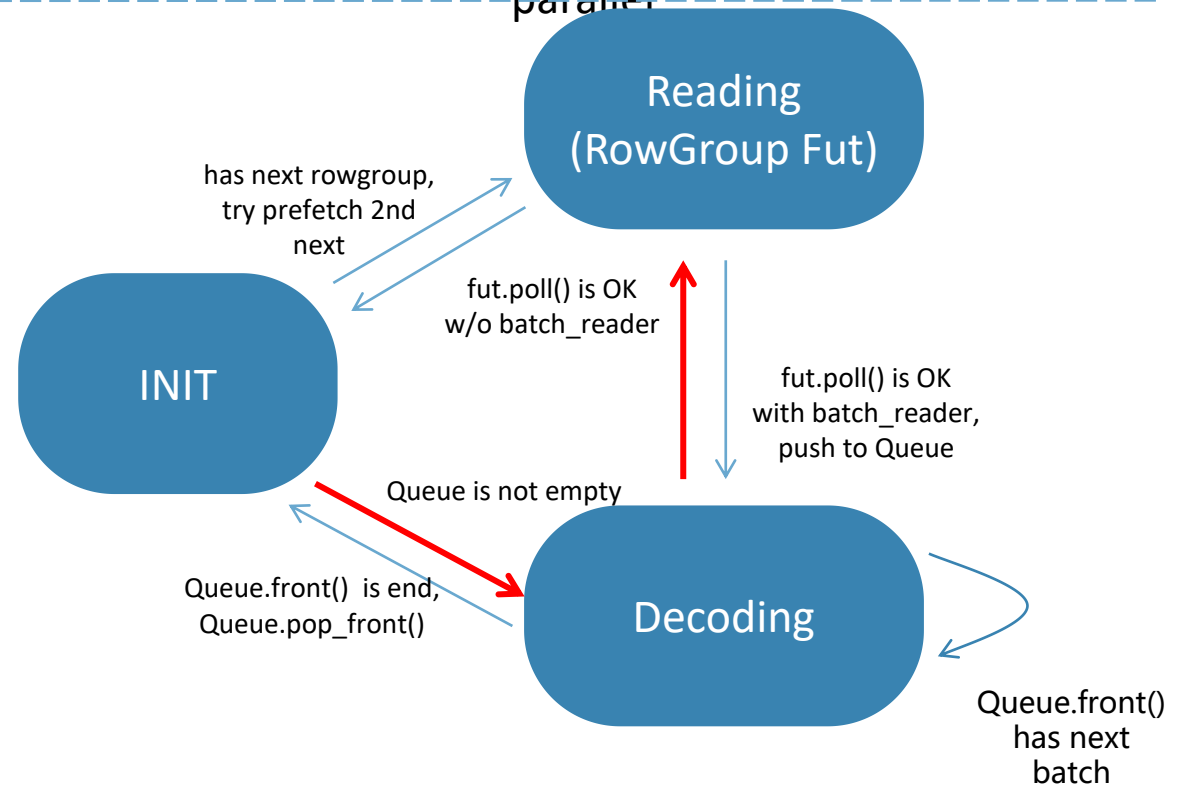 parallel
Reading
(RowGroup Fut)
has next rowgroup,
try prefetch 2nd
next
fut.poll() is OK
w/o batch_reader
INIT
fut.poll() is OK
with batch_reader,
push to Queue
Queue is not empty
Queue.front()  is end,
Queue.pop_front()
Decoding
Queue.front()
has next
batch